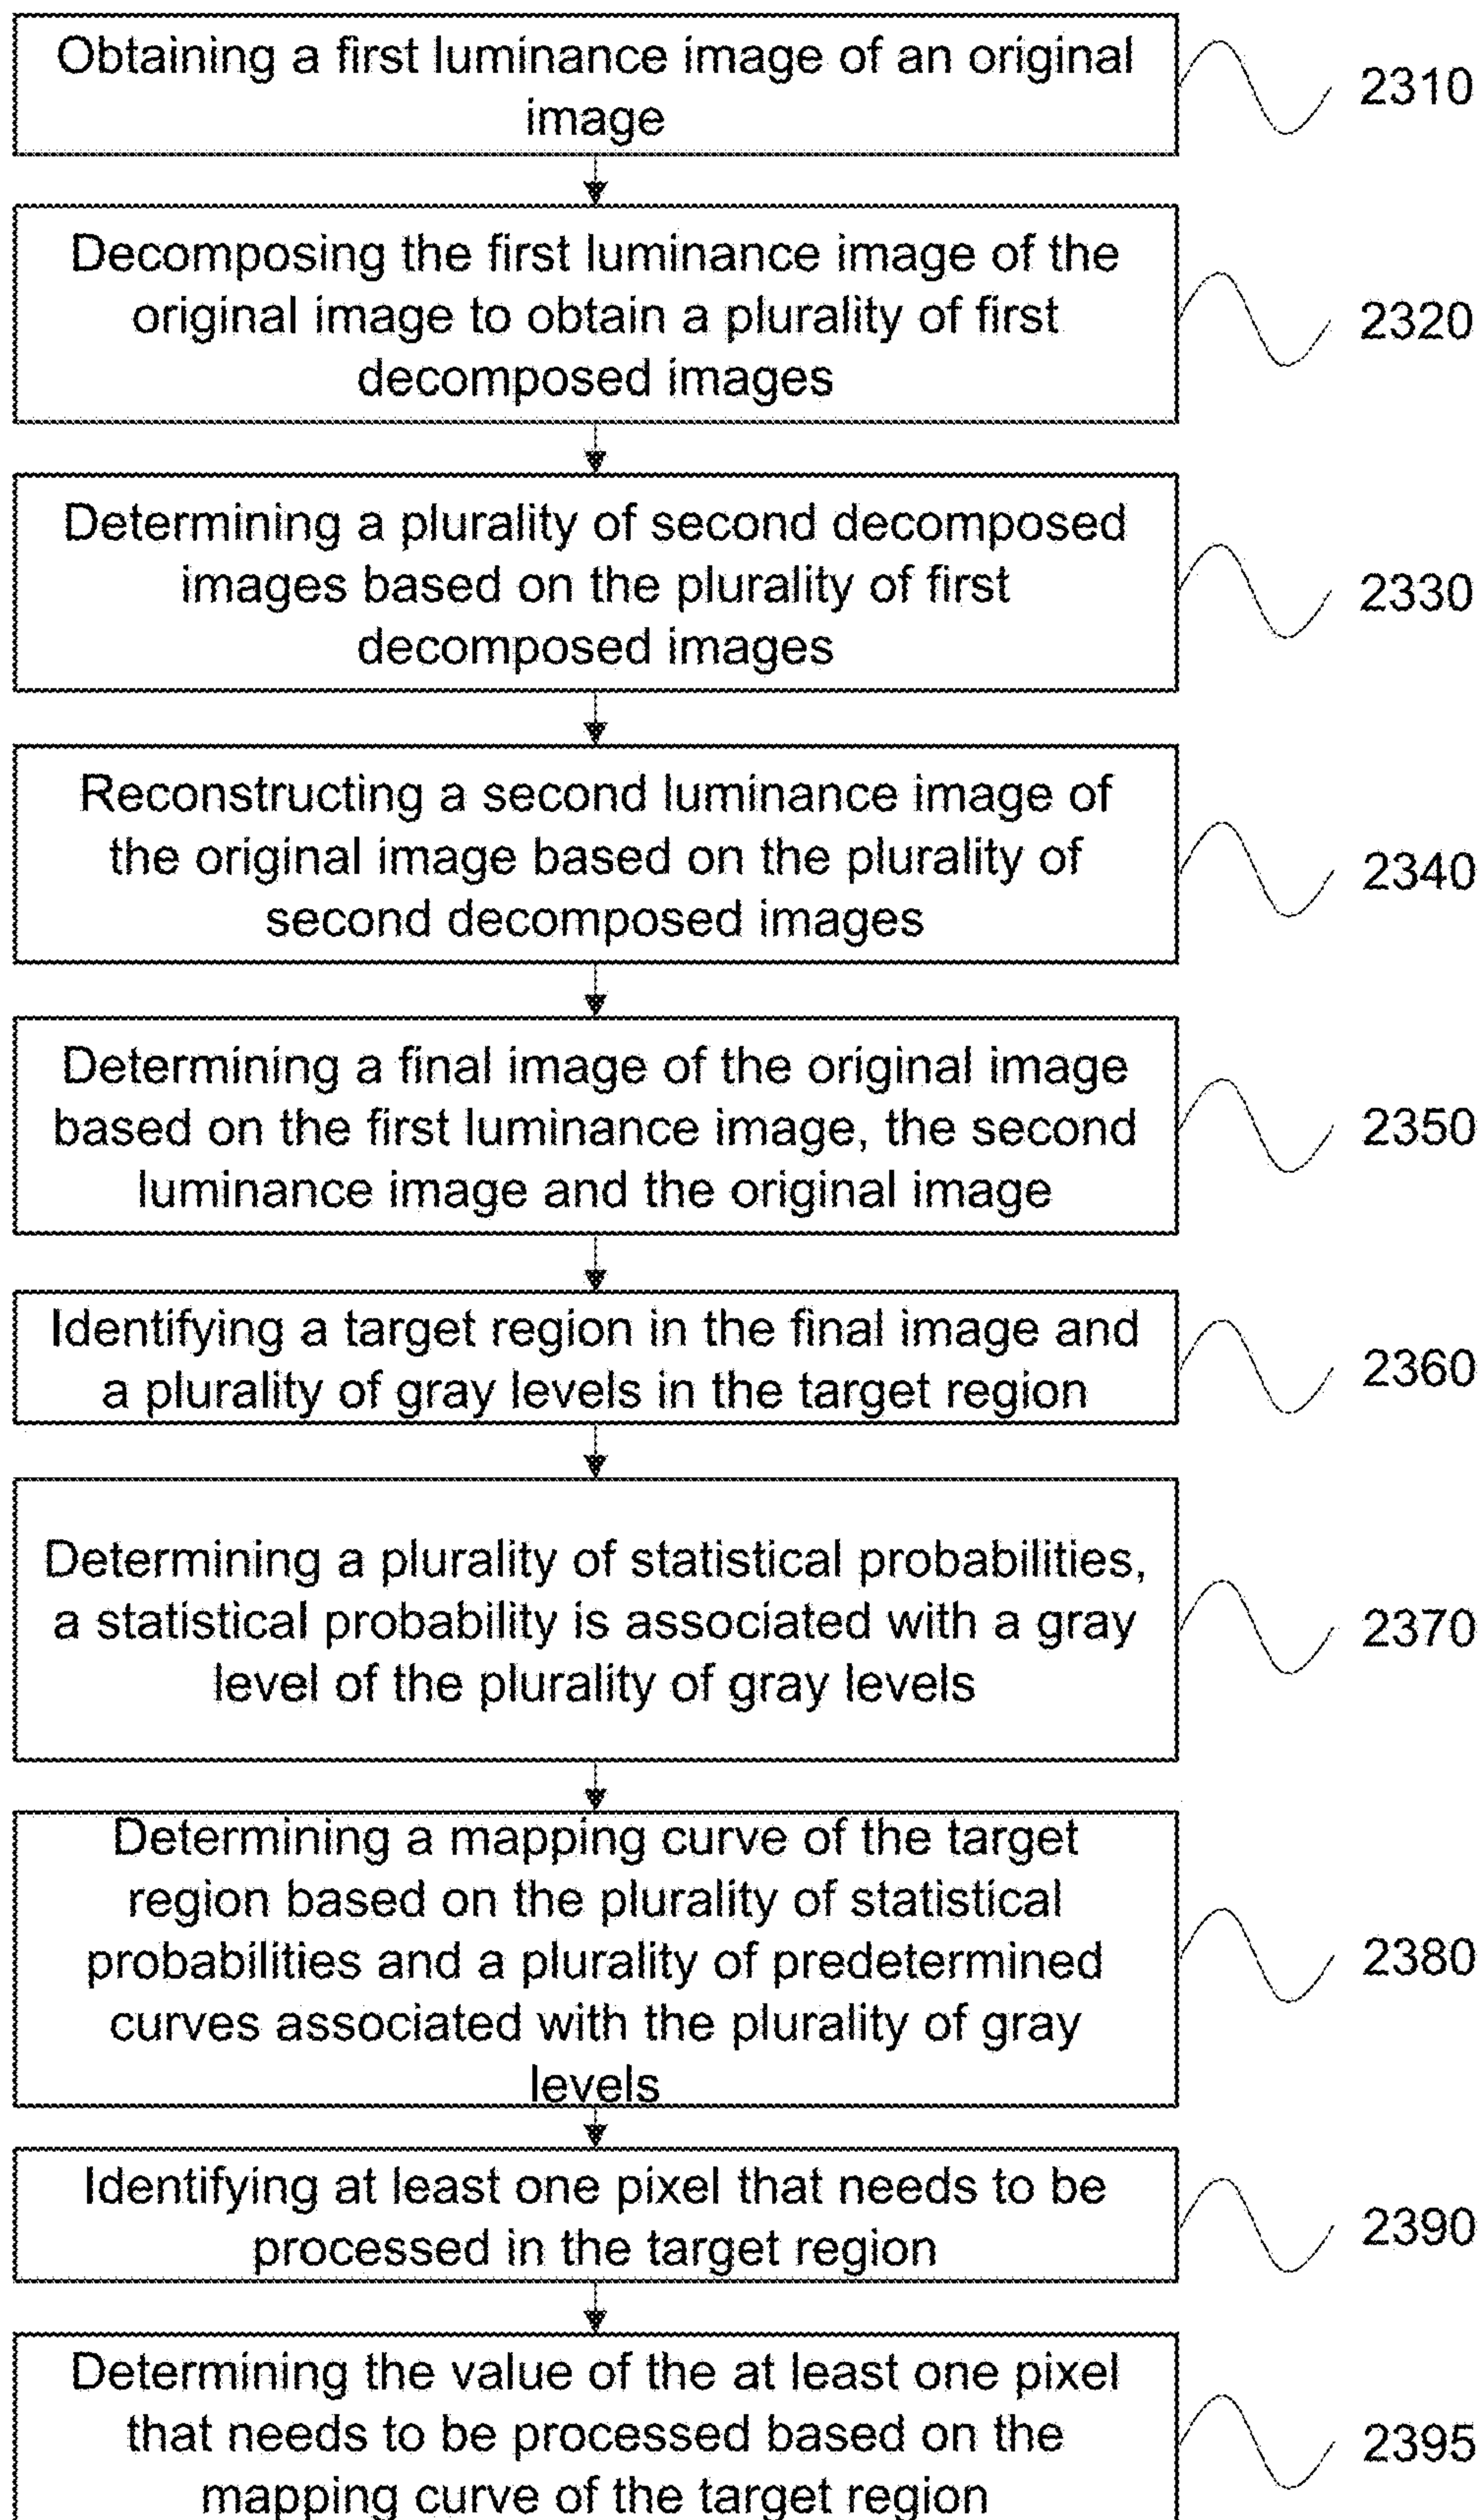 Obtaining a first luminance image of an original
image
2310
Decomposing the first luminance image of the
original image to obtain a plurality of first
decomposed images
2320
Determining a plurality of second decomposed
images based on the plurality of first
decomposed images
2330
Reconstructing a second luminance image of
the original image based on the plurality of
second decomposed images
2340
Determining a final image of the original image
based on the first luminance image, the second
luminance image and the original image
2350
Identifying a target region in the final image and
a plurality of gray levels in the target region
2360
Determining a plurality of statistical probabilities,
a statistical probability is associated with a gray
level of the plurality of gray levels
2370
Determining a mapping curve of the target
region based on the plurality of statistical
probabilities and a plurality of predetermined
curves associated with the plurality of gray
levels
2380
Identifying at least one pixel that needs to be
processed in the target region
2390
Determining the value of the at least one pixel
that needs to be processed based on the
mapping curve of the target region
2395